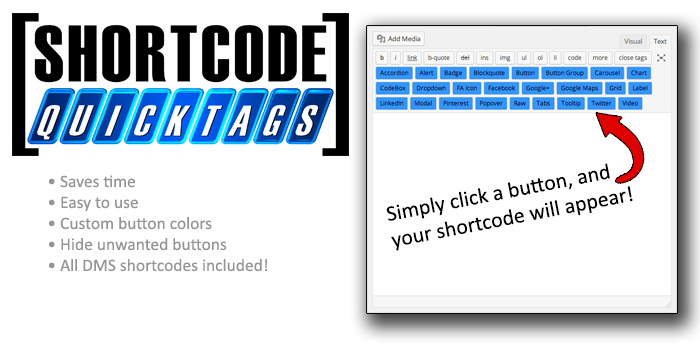 [SHORTCODE
QUICKTAGS]
• Saves time
• Easy to use
• Custom button colors
• Hide unwanted buttons
• All DMS shortcodes included!
Add Media
Visual Text
b i link b-quote del ins img ul ol li code more close tags
Accordion Alert Badge Blockquote Button Button Group Carousel Chart
CodeBox Dropdown FA Icon Facebook Google+ Google Maps Grid Label
LinkedIn Modal Pinterest Popover Raw Tabs Tooltip Twitter Video
Simply click a button, and
your shortcode will appear!